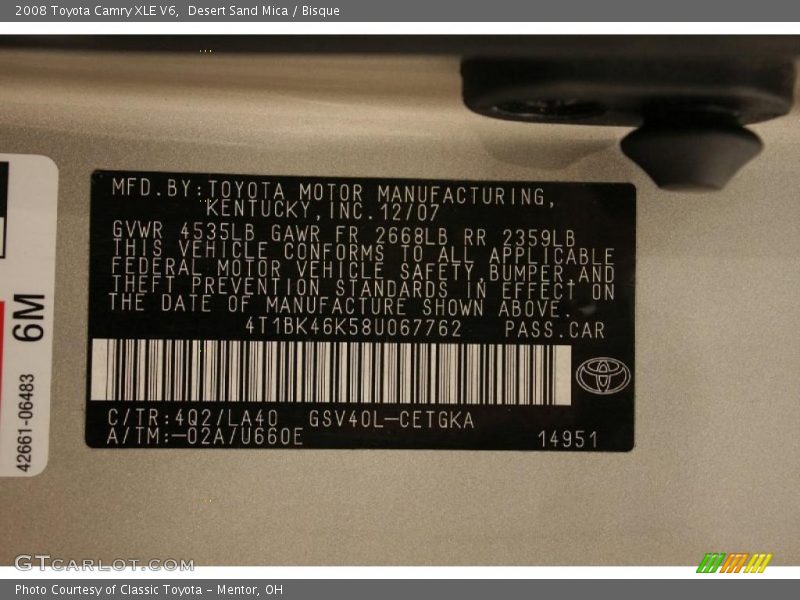 2008 Toyota Camry XLE V6, Desert Sand Mica / Bisque
MFD.BY:TOYOTA MOTOR MANUFACTURING,
KENTUCKY,INC.12/07
GVWR 4535LB GAWR FR 2668LB RR 2359LB
THIS VEHICLE CONFORMS TO ALL APPLICABLE
FEDERAL MOTOR VEHICLE SAFETY BUMPER AND
THEFT PREVENTION STANDARDS IN EFFECT ON
THE DATE OF MANUFACTURE SHOWN ABOVE.
4T1BK46K58U067762 PASS.CAR
C/TR:4Q2/LA40 GSV40L-CETGKA
A/TM:-02A/U660E
14951
6M
42661-06483
GTCARLOT.COM
Photo Courtesy of Classic Toyota - Mentor, OH